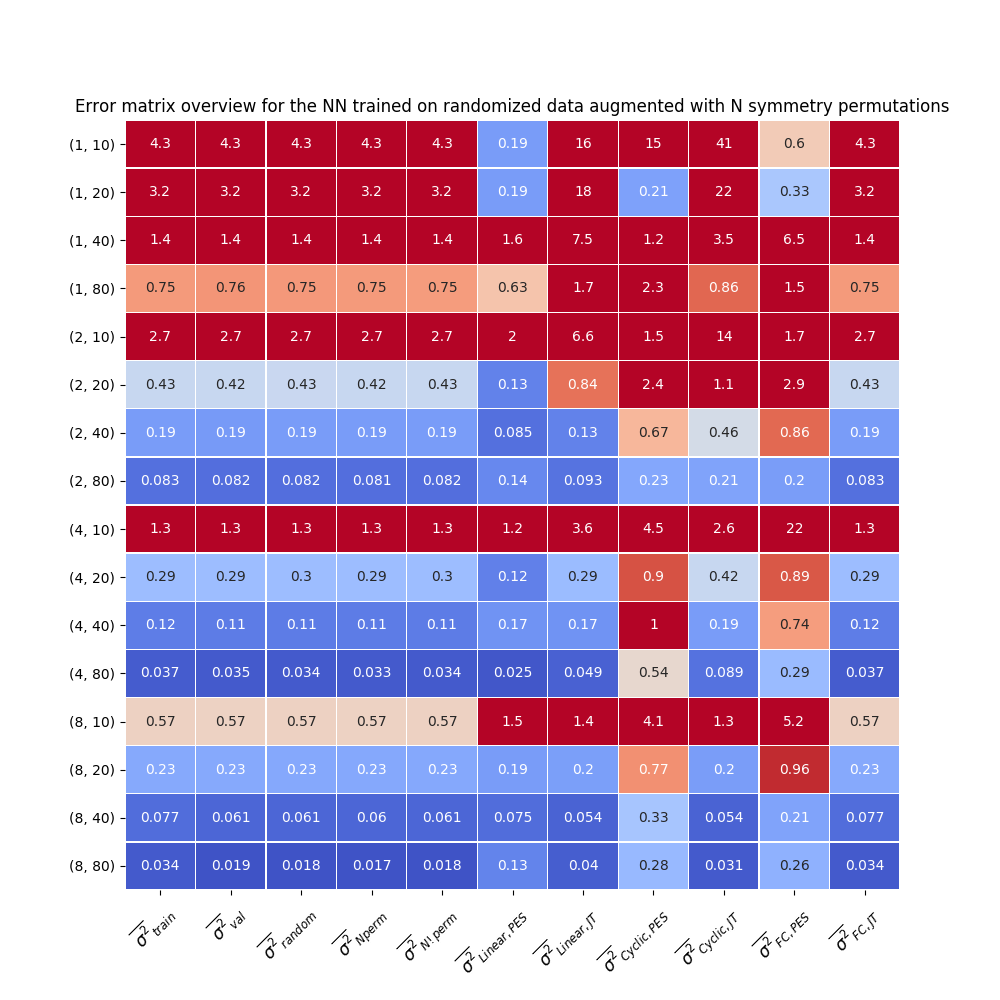 Error matrix overview for the NN trained on randomized data augmented with N symmetry permutations
(1, 10) 4.3 4.3 4.3 4.3 4.3 0.19 16 15 41 0.6 4.3
(1, 20) 3.2 3.2 3.2 3.2 3.2 0.19 18 0.21 22 0.33 3.2
(1, 40) 1.4 1.4 1.4 1.4 1.4 1.6 7.5 1.2 3.5 6.5 1.4
(1, 80) 0.75 0.76 0.75 0.75 0.75 0.63 1.7 2.3 0.86 1.5 0.75
(2, 10) 2.7 2.7 2.7 2.7 2.7 2 6.6 1.5 14 1.7 2.7
(2, 20) 0.43 0.42 0.43 0.42 0.43 0.13 0.84 2.4 1.1 2.9 0.43
(2, 40) 0.19 0.19 0.19 0.19 0.19 0.085 0.13 0.67 0.46 0.86 0.19
(2, 80) 0.083 0.082 0.082 0.081 0.082 0.14 0.093 0.23 0.21 0.2 0.083
(4, 10) 1.3 1.3 1.3 1.3 1.3 1.2 3.6 4.5 2.6 22 1.3
(4, 20) 0.29 0.29 0.3 0.29 0.3 0.12 0.29 0.9 0.42 0.89 0.29
(4, 40) 0.12 0.11 0.11 0.11 0.11 0.17 0.17 1 0.19 0.74 0.12
(4, 80) 0.037 0.035 0.034 0.033 0.034 0.025 0.049 0.54 0.089 0.29 0.037
(8, 10) 0.57 0.57 0.57 0.57 0.57 1.5 1.4 4.1 1.3 5.2 0.57
(8, 20) 0.23 0.23 0.23 0.23 0.23 0.19 0.2 0.77 0.2 0.96 0.23
(8, 40) 0.077 0.061 0.061 0.06 0.061 0.075 0.054 0.33 0.054 0.21 0.077
(8, 80) 0.034 0.019 0.018 0.017 0.018 0.13 0.04 0.28 0.031 0.26 0.034
σ² train σ² val σ² random σ² Nperm σ² N!perm σ² Linear, PES σ² Linear, JT σ² Cyclic, PES σ² Cyclic, JT σ² FC, PES σ² FC, JT